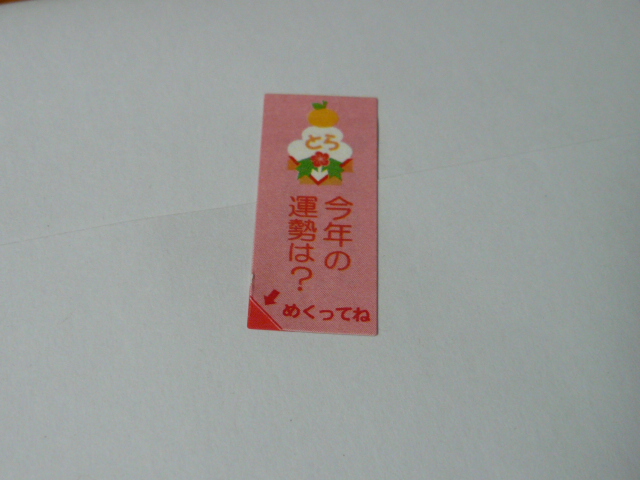 とら
今年の
運勢は?
めくってね